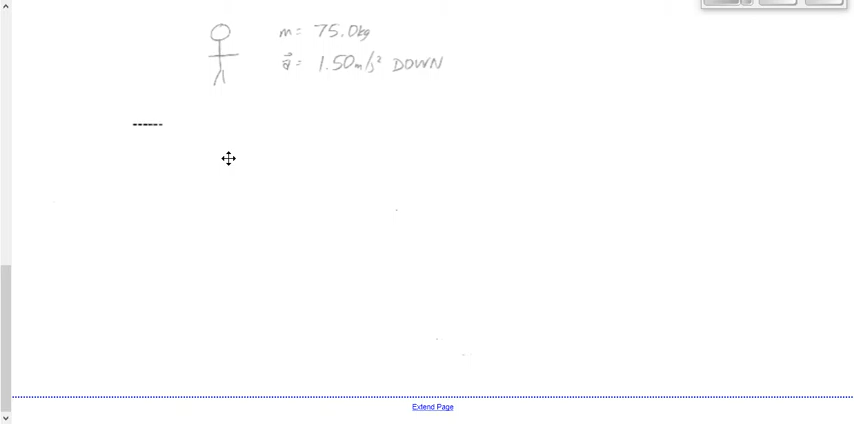 m = 75.0kg
a⃗ = 1.50m/s² DOWN
Extend Page